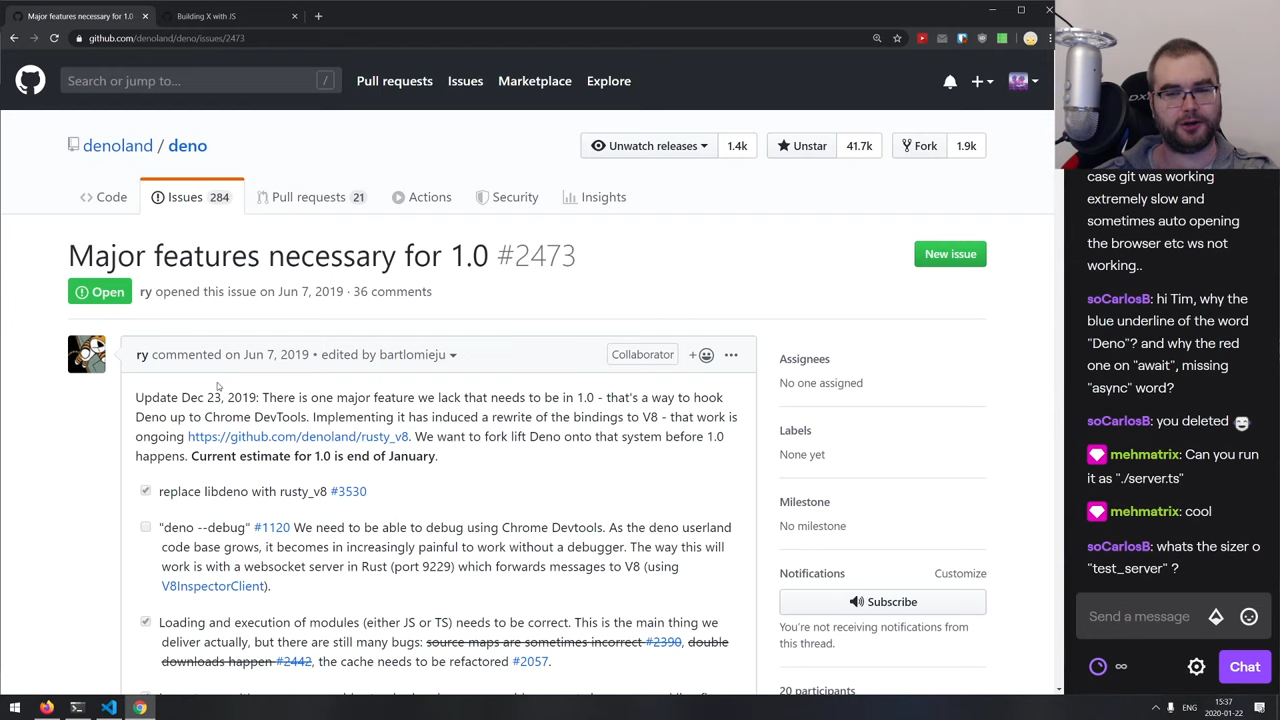 Major features necessary for 1.0
Building X with JS
github.com/denoland/deno/issues/2473
Search or jump to...
/
Pull requests
Issues
Marketplace
Explore
denoland / deno
Unwatch releases
1.4k
Unstar
41.7k
Fork
1.9k
Code
Issues 284
Pull requests 21
Actions
Security
Insights
Major features necessary for 1.0 #2473
New issue
Open
ry opened this issue on Jun 7, 2019 · 36 comments
ry commented on Jun 7, 2019 • edited by bartlomieju
Collaborator
Update Dec 23, 2019: There is one major feature we lack that needs to be in 1.0 - that's a way to hook
Deno up to Chrome DevTools. Implementing it has induced a rewrite of the bindings to V8 - that work is
ongoing https://github.com/denoland/rusty_v8. We want to fork lift Deno onto that system before 1.0
happens. Current estimate for 1.0 is end of January.
replace libdeno with rusty_v8 #3530
"deno --debug" #1120 We need to be able to debug using Chrome Devtools. As the deno userland
code base grows, it becomes in increasingly painful to work without a debugger. The way this will
work is with a websocket server in Rust (port 9229) which forwards messages to V8 (using
V8InspectorClient).
Loading and execution of modules (either JS or TS) needs to be correct. This is the main thing we
deliver actually, but there are still many bugs: source maps are sometimes incorrect #2390, double
downloads happen #2442, the cache needs to be refactored #2057.
Assignees
No one assigned
Labels
None yet
Milestone
No milestone
Notifications
Customize
Subscribe
You're not receiving notifications from
this thread.
20 participants
case git was working
extremely slow and
sometimes auto opening
the browser etc ws not
working..
soCarlosB: hi Tim, why the
blue underline of the word
"Deno"? and why the red
one on "await", missing
"async" word?
soCarlosB: you deleted
mehmatrix: Can you run
it as "./server.ts"
mehmatrix: cool
soCarlosB: whats the sizer o
"test_server" ?
Send a message
∞
Chat
ENG
15:37
2020-01-22